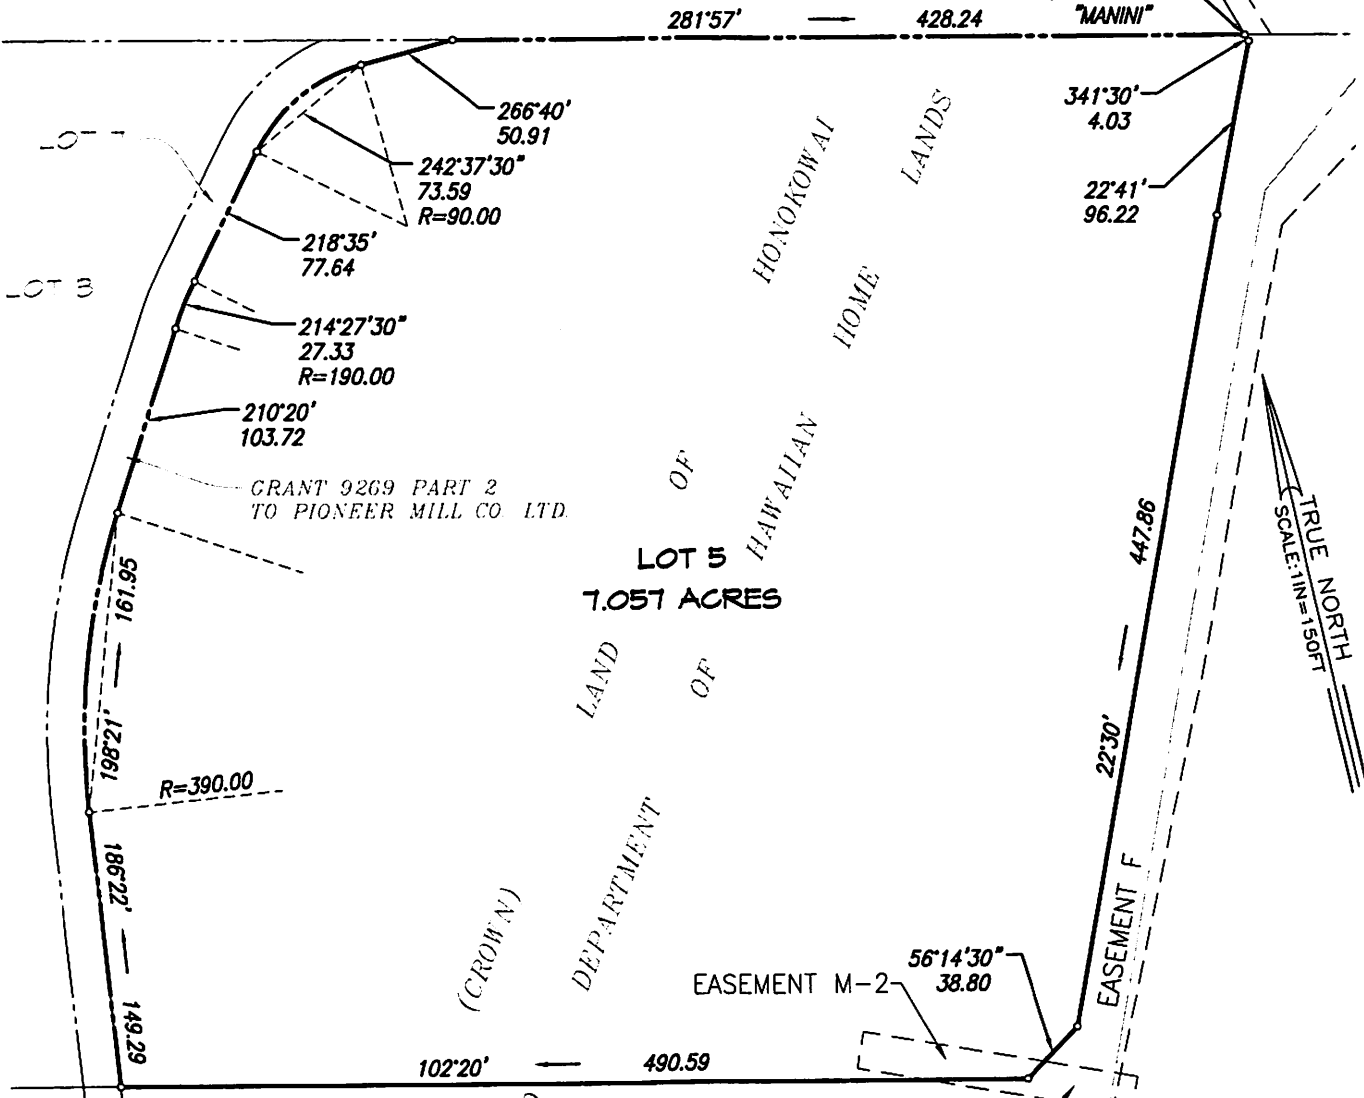 281°57' 428.24 "MANINI"
341°30'
4.03
266°40'
50.91
LOT 7
242°37'30"
73.59
R=90.00
22°41'
96.22
218°35'
77.64
LOT 8
214°27'30"
27.33
R=190.00
210°20'
103.72
GRANT 9269 PART 2
TO PIONEER MILL CO LTD.
LAND OF HONOKOWAI
(CROWN)
DEPARTMENT OF HAWAIIAN HOME LANDS
LOT 5
7.057 ACRES
447.86
22°30'
TRUE NORTH
SCALE:1IN=150FT
198°21' 161.95
R=390.00
186°22' 149.29
EASEMENT F
56°14'30"
38.80
EASEMENT M-2
102°20' 490.59